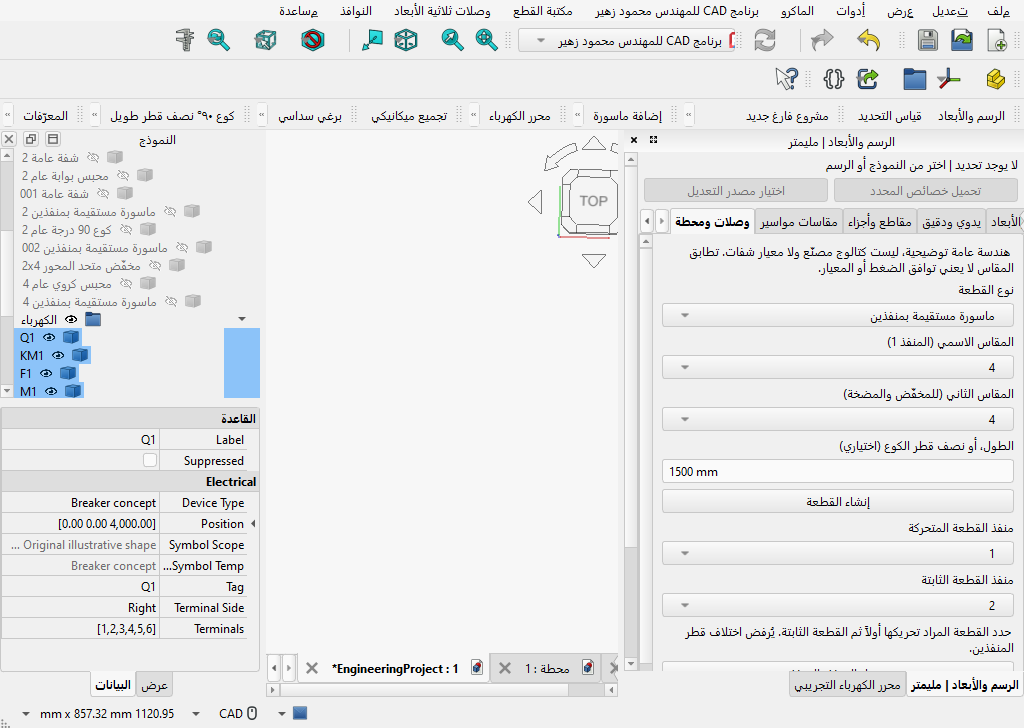 ملف
تعديل
عرض
أدوات
الماكرو
برنامج CAD للمهندس محمود زهير
مكتبة القطع
وصلات ثلاثية الأبعاد
النوافذ
مساعدة
برنامج CAD للمهندس محمود زهير
الرسم والأبعاد
قياس التحديد
مشروع فارغ جديد
إضافة ماسورة
محرر الكهرباء
تجميع ميكانيكي
برغي سداسي
كوع ٩٠° نصف قطر طويل
المعرّفات
الرسم والأبعاد | مليمتر
لا يوجد تحديد | اختر من النموذج أو الرسم
تحميل خصائص المحدد
اختيار مصدر التعديل
الأبعاد
يدوي ودقيق
مقاطع وأجزاء
مقاسات مواسير
وصلات ومحطة
هندسة عامة توضيحية، ليست كتالوج مصنّع ولا معيار شفات. تطابق
المقاس لا يعني توافق الضغط أو المعيار.
نوع القطعة
ماسورة مستقيمة بمنفذين
المقاس الاسمي (المنفذ 1)
4
المقاس الثاني (للمخفّض والمضخة)
4
الطول، أو نصف قطر الكوع (اختياري)
1500 mm
إنشاء القطعة
منفذ القطعة المتحركة
1
منفذ القطعة الثابتة
2
حدد القطعة المراد تحريكها أولاً ثم القطعة الثابتة. يُرفض اختلاف قطر
المنفذين.
الرسم والأبعاد | مليمتر
محرر الكهرباء التجريبي
TOP
النموذج
شفة عامة 2
محبس بوابة عام 2
شفة عامة 001
ماسورة مستقيمة بمنفذين 2
كوع 90 درجة عام 2
ماسورة مستقيمة بمنفذين 002
مخفّض متحد المحور 2x4
محبس كروي عام 4
ماسورة مستقيمة بمنفذين 4
الكهرباء
Q1
KM1
F1
M1
القاعدة
Label
Q1
Suppressed
Electrical
Device Type
Breaker concept
Position
[0.00 0.00 4,000.00]
Symbol Scope
Original illustrative shape ...
Symbol Temp...
Breaker concept
Tag
Q1
Terminal Side
Right
Terminals
[1,2,3,4,5,6]
عرض
البيانات
محطة : 1
EngineeringProject : 1*
CAD
1120.95 mm x 857.32 mm